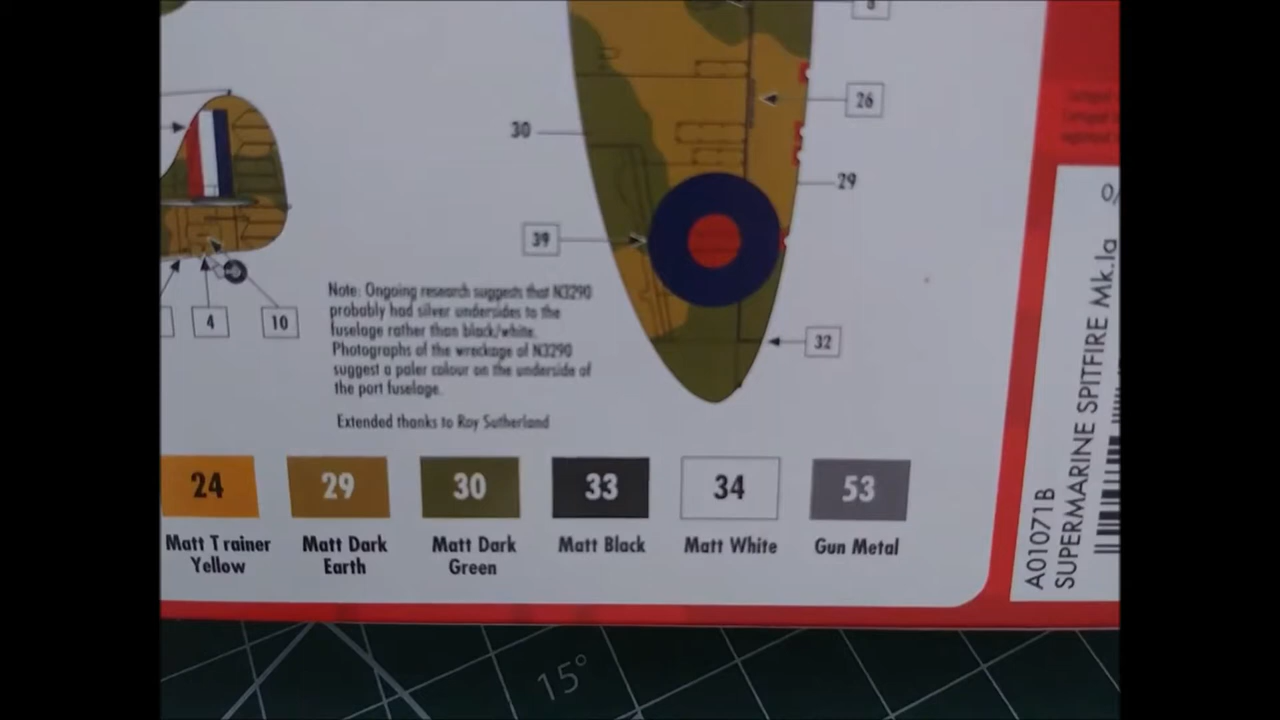 26
30
29
39
Note: Ongoing research suggests that N3290
probably had silver undersides to the
fuselage rather than black/white.
Photographs of the wreckage of N3290
suggest a paler colour on the underside of
the port fuselage.
4
10
32
Extended thanks to Roy Sutherland
24
29
30
33
34
53
Matt Trainer
Yellow
Matt Dark
Earth
Matt Dark
Green
Matt Black
Matt White
Gun Metal
A01071B
SUPERMARINE SPITFIRE Mk.Ia
0/
15°